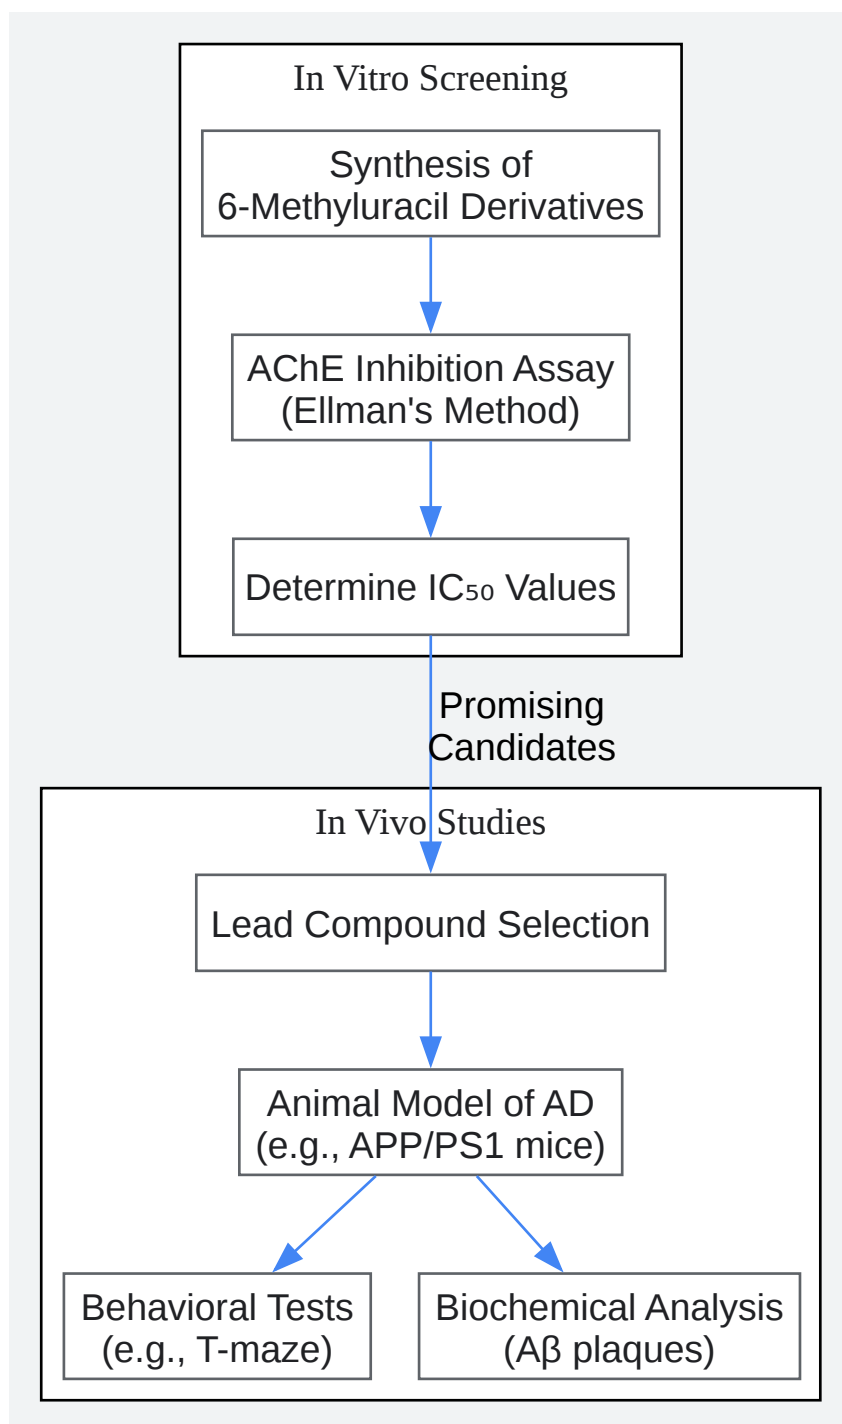 In Vitro Screening
Synthesis of
6-Methyluracil Derivatives
AChE Inhibition Assay
(Ellman's Method)
Determine IC₅₀ Values
Promising
Candidates
In Vivo Studies
Lead Compound Selection
Animal Model of AD
(e.g., APP/PS1 mice)
Behavioral Tests
(e.g., T-maze)
Biochemical Analysis
(Aβ plaques)